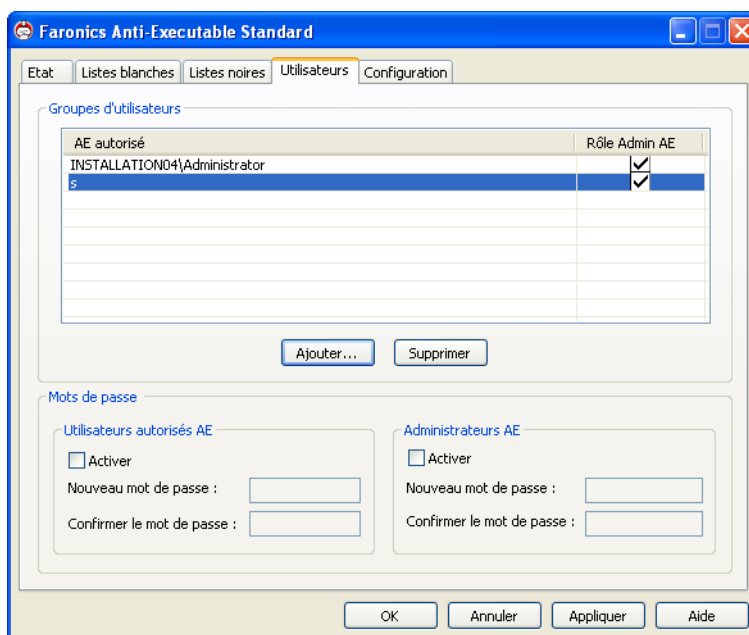 Faronics Anti-Executable Standard
Etat Listes blanches Listes noires Utilisateurs Configuration
Groupes d'utilisateurs
AE autorisé Rôle Admin AE
INSTALLATION04\Administrator
s
Ajouter... Supprimer
Mots de passe
Utilisateurs autorisés AE Administrateurs AE
Activer Activer
Nouveau mot de passe : Nouveau mot de passe :
Confirmer le mot de passe : Confirmer le mot de passe :
OK Annuler Appliquer Aide